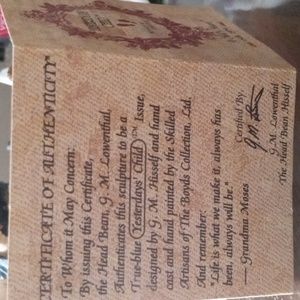 CERTIFICATE OF AUTHENTICITY
To Whom it May Concern:
By issuing this Certificate,
the Head Bean, G. M. Lowenthal,
Authenticates this sculpture to be a
True-blue Yesterdays' Child™ Issue,
designed by G. M. Hisself and hand
cast and hand painted by the Skilled
Artisans of The Boyds Collection, Ltd.
And remember:
"Life is what we make it, always has
been, always will be."
—Grandma Moses
Certified By,
G.M. Lowenthal
The Head Bean Hisself